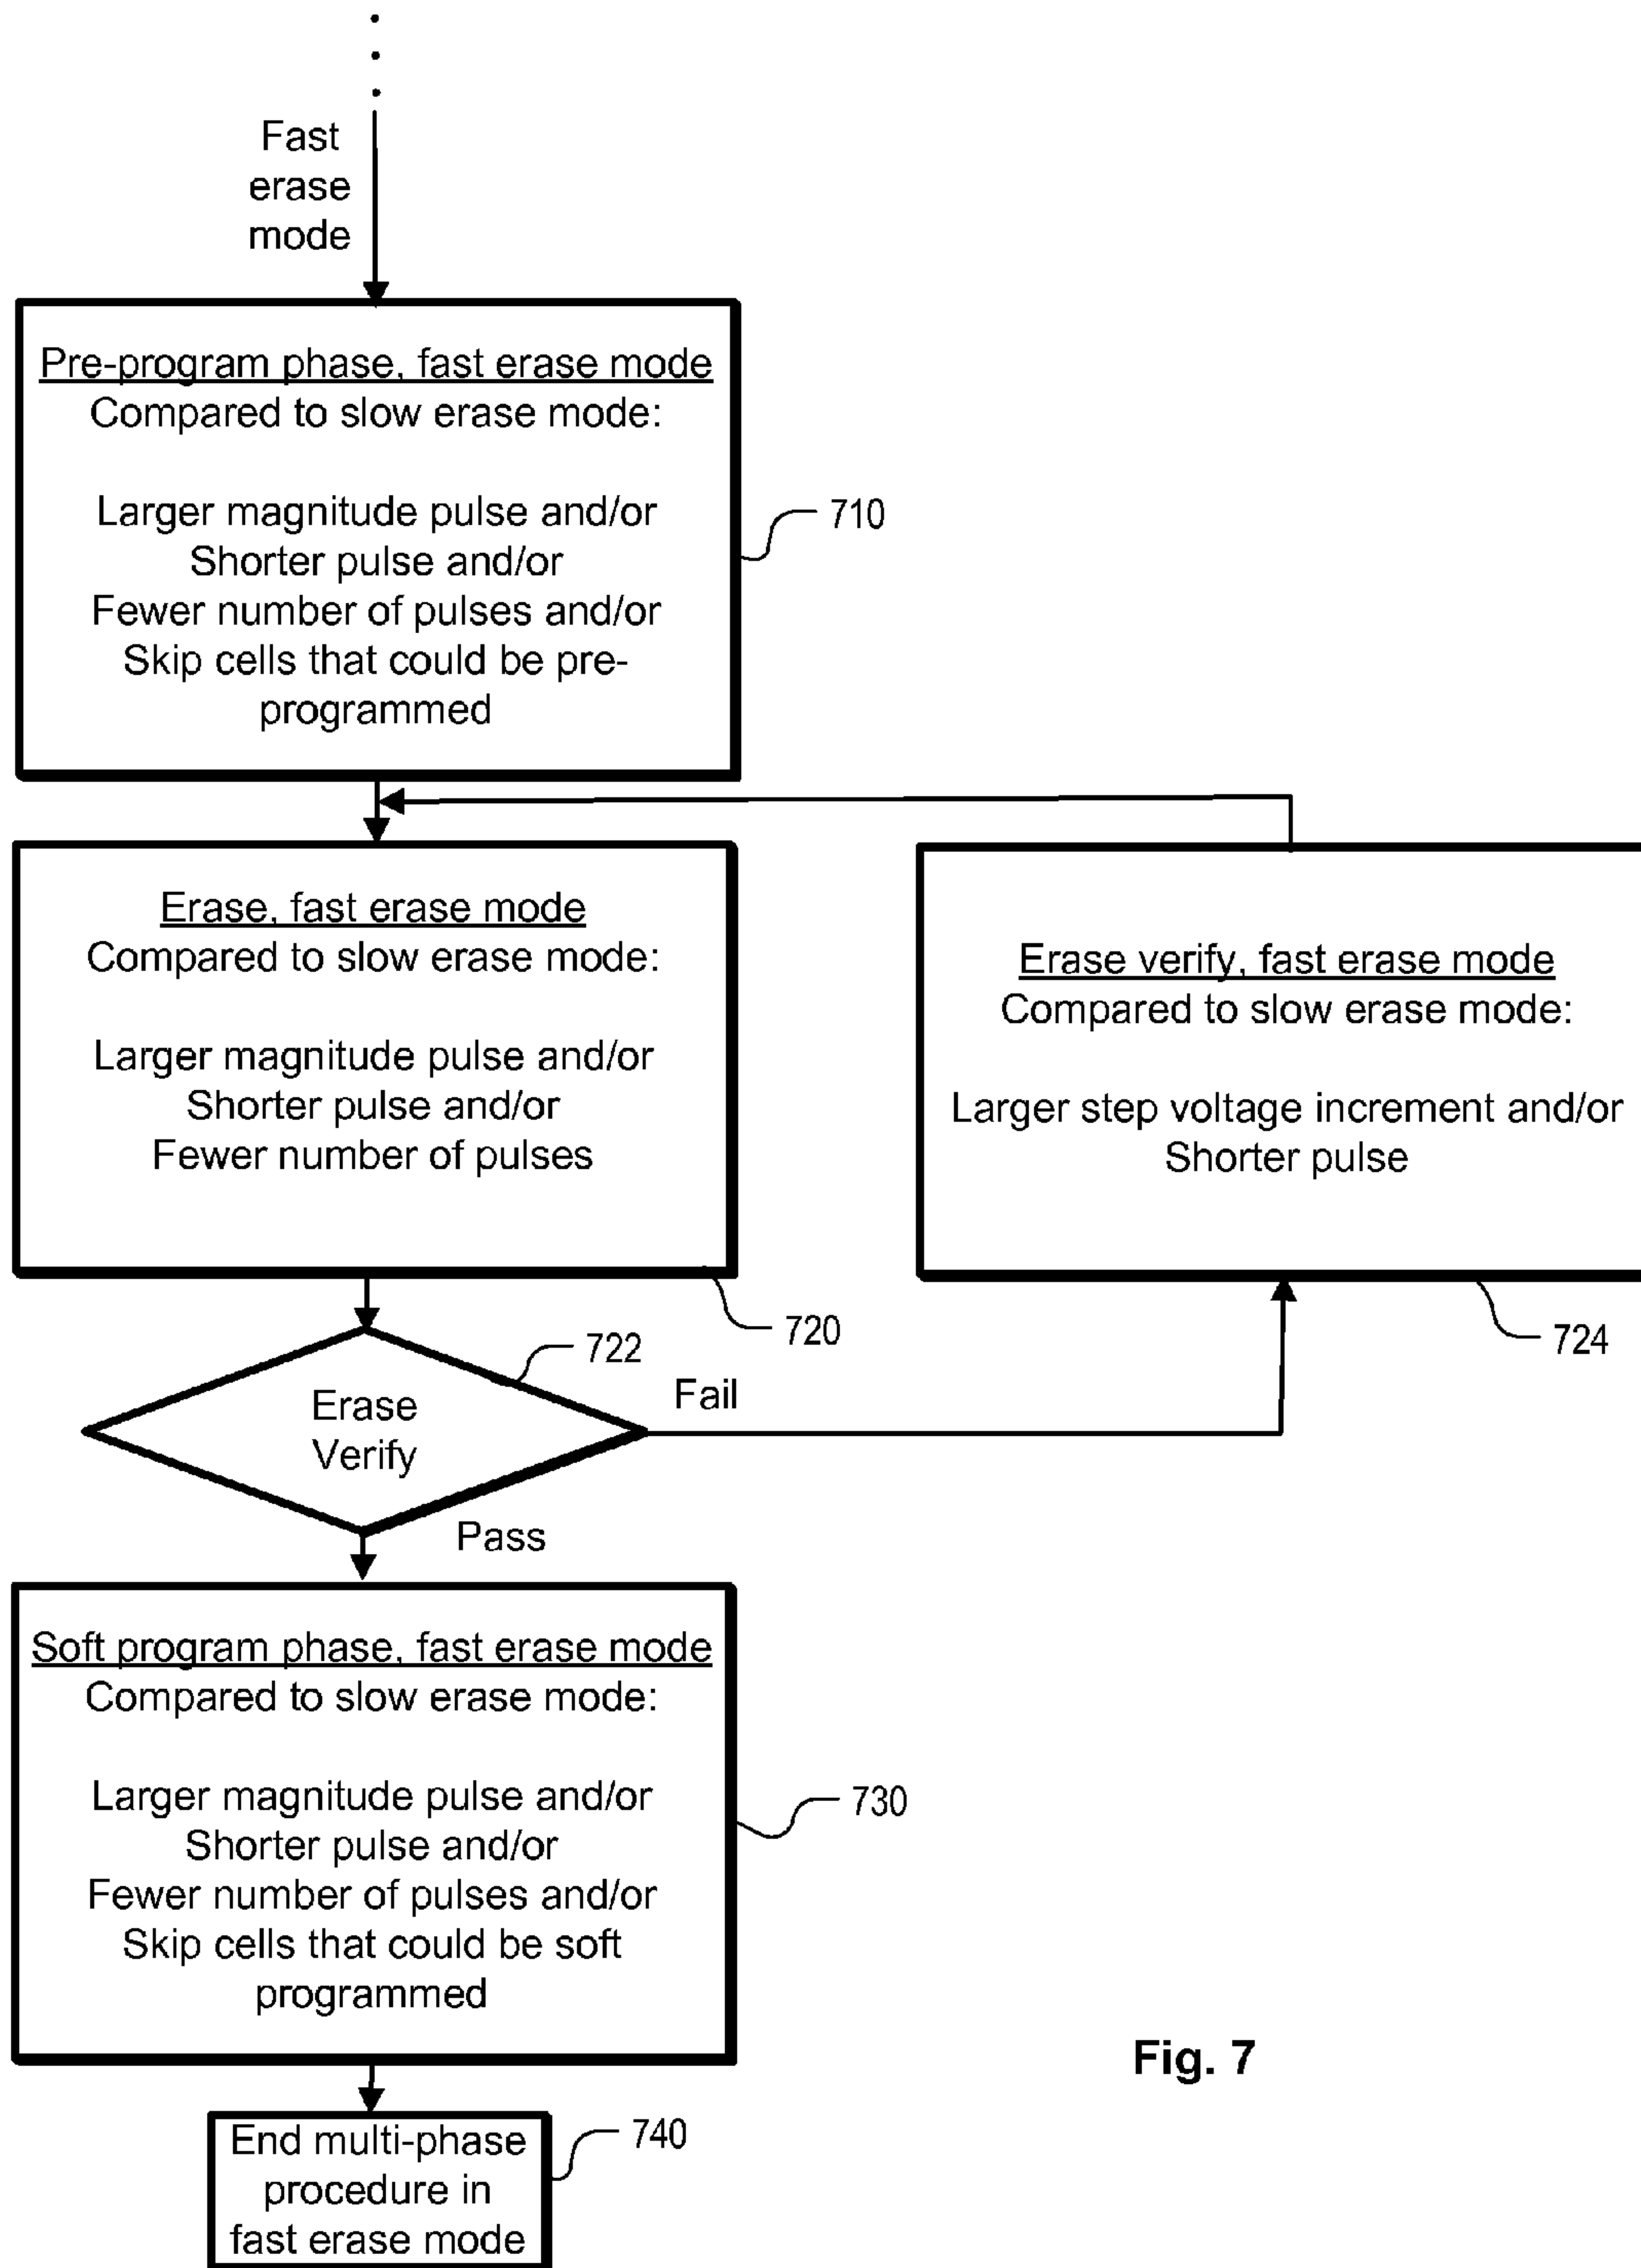 Fast
erase
mode
Pre-program phase, fast erase mode
Compared to slow erase mode:
Larger magnitude pulse and/or
Shorter pulse and/or
Fewer number of pulses and/or
Skip cells that could be pre-
programmed
710
Erase, fast erase mode
Compared to slow erase mode:
Larger magnitude pulse and/or
Shorter pulse and/or
Fewer number of pulses
720
Erase verify, fast erase mode
Compared to slow erase mode:
Larger step voltage increment and/or
Shorter pulse
724
722
Erase
Verify
Fail
Pass
Soft program phase, fast erase mode
Compared to slow erase mode:
Larger magnitude pulse and/or
Shorter pulse and/or
Fewer number of pulses and/or
Skip cells that could be soft
programmed
730
End multi-phase
procedure in
fast erase mode
740
Fig. 7